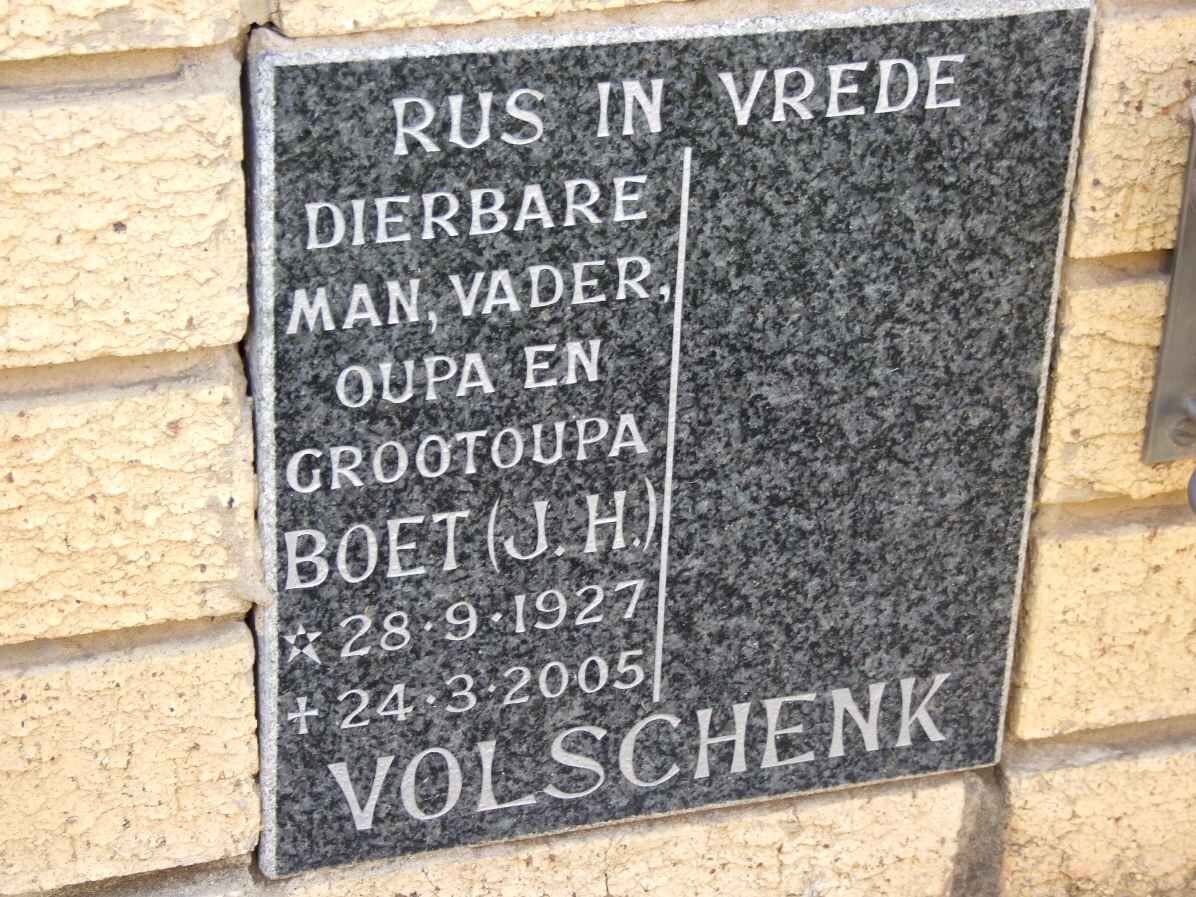 RUS IN VREDE
DIERBARE
MAN, VADER,
OUPA EN
GROOTOUPA
BOET (J.H.)
☆ 28·9·1927
+ 24·3·2005
VOLSCHENK